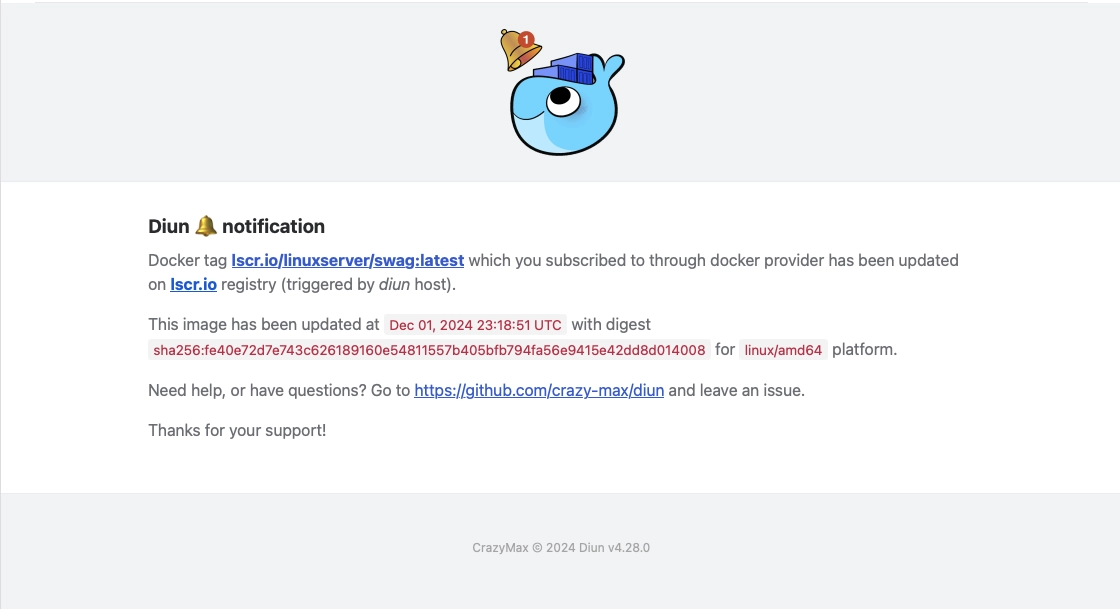 1
Diun 🔔 notification
Docker tag lscr.io/linuxserver/swag:latest which you subscribed to through docker provider has been updated
on lscr.io registry (triggered by diun host).
This image has been updated at Dec 01, 2024 23:18:51 UTC with digest
sha256:fe40e72d7e743c626189160e54811557b405bfb794fa56e9415e42dd8d014008 for linux/amd64 platform.
Need help, or have questions? Go to https://github.com/crazy-max/diun and leave an issue.
Thanks for your support!
CrazyMax © 2024 Diun v4.28.0